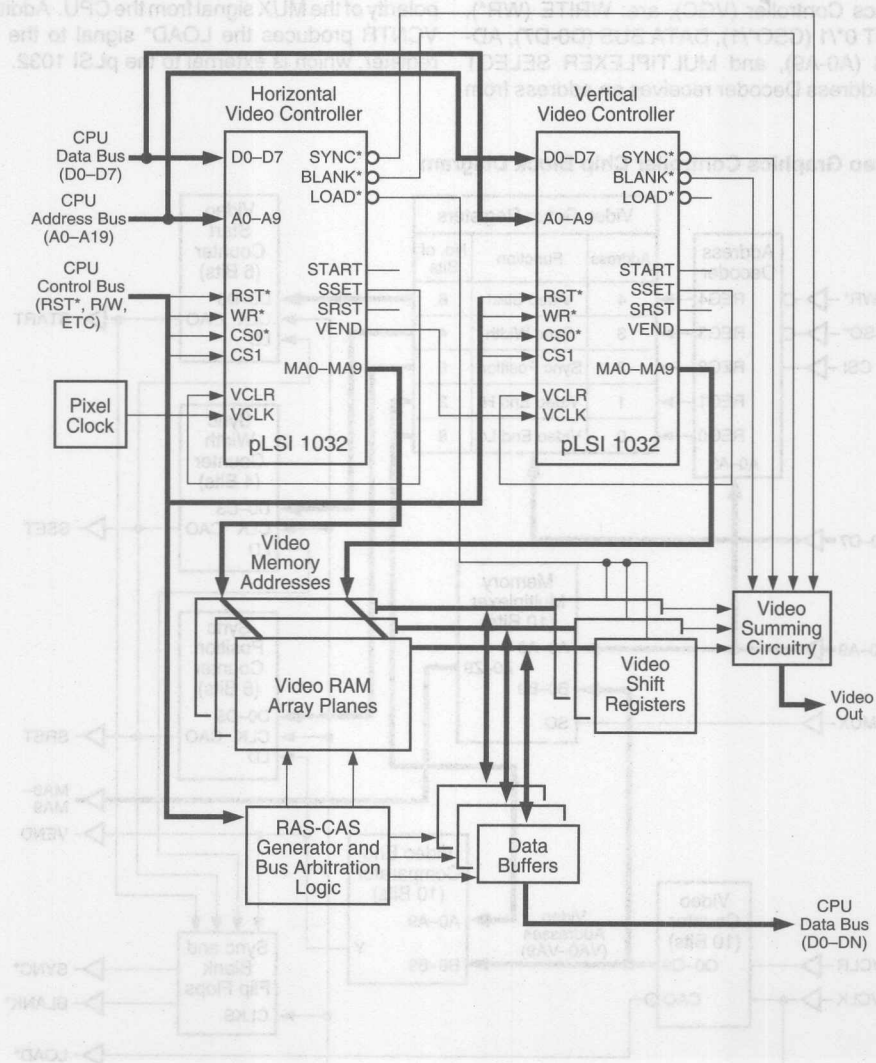 Horizontal
Video Controller
Vertical
Video Controller
CPU
Data Bus
(D0–D7)
D0–D7
SYNC*
BLANK*
LOAD*
D0–D7
SYNC*
BLANK*
LOAD*
CPU
Address Bus
(A0–A19)
A0–A9
A0–A9
CPU
Control Bus
(RST*, R/W,
ETC)
START
SSET
SRST
VEND
RST*
WR*
CS0*
CS1
MA0–MA9
START
SSET
SRST
VEND
RST*
WR*
CS0*
CS1
MA0–MA9
Pixel
Clock
VCLR
VCLK
pLSI 1032
VCLR
VCLK
pLSI 1032
Video
Memory
Addresses
Video RAM
Array Planes
Video
Shift
Registers
Video
Summing
Circuitry
Video
Out
RAS-CAS
Generator and
Bus Arbitration
Logic
Data
Buffers
CPU
Data Bus
(D0–DN)